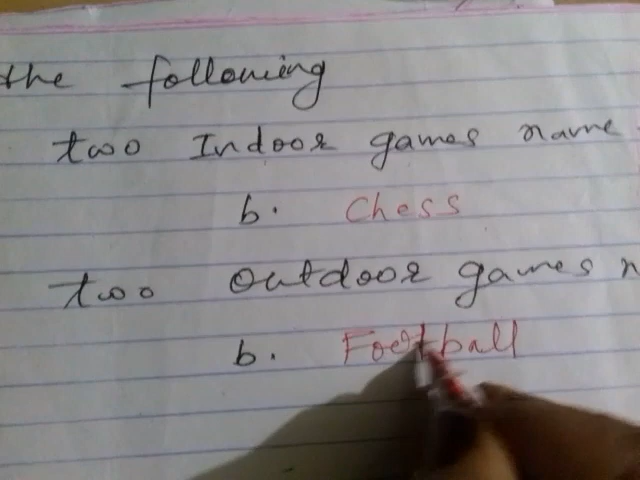 the following
two Indoor games name.
b. Chess
two Outdoor games n
b. Football